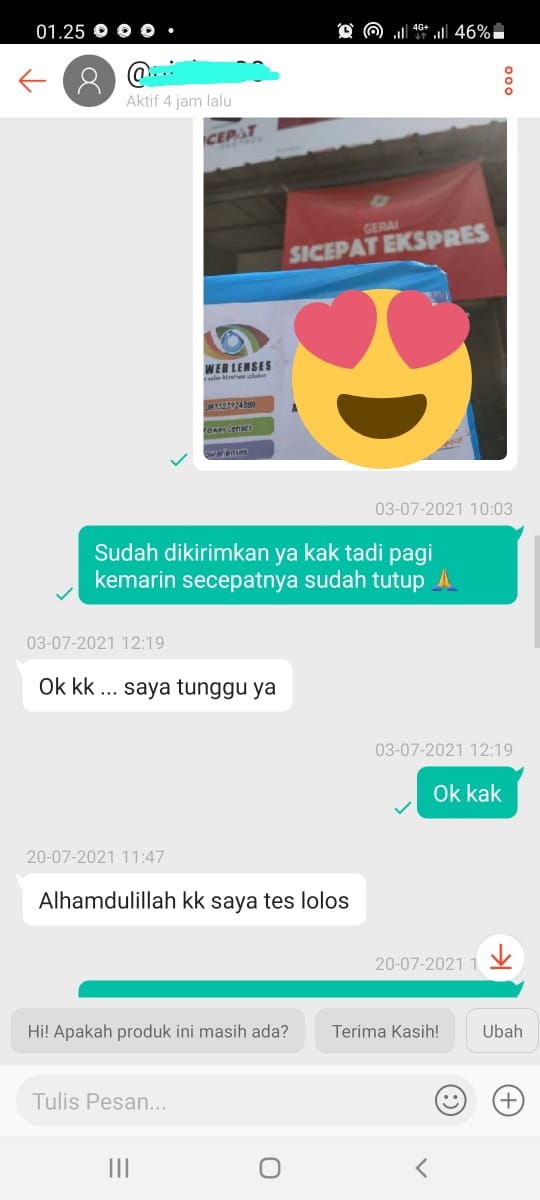 01.25
4G+
46%
Aktif 4 jam lalu
ICEPAT
EKSPRES
GERAI
SICEPAT EKSPRES
WER LENSES
03-07-2021 10:03
Sudah dikirimkan ya kak tadi pagi
kemarin secepatnya sudah tutup 🙏
03-07-2021 12:19
Ok kk ... saya tunggu ya
03-07-2021 12:19
Ok kak
20-07-2021 11:47
Alhamdulillah kk saya tes lolos
20-07-2021 1
Hi! Apakah produk ini masih ada?
Terima Kasih!
Ubah
Tulis Pesan...